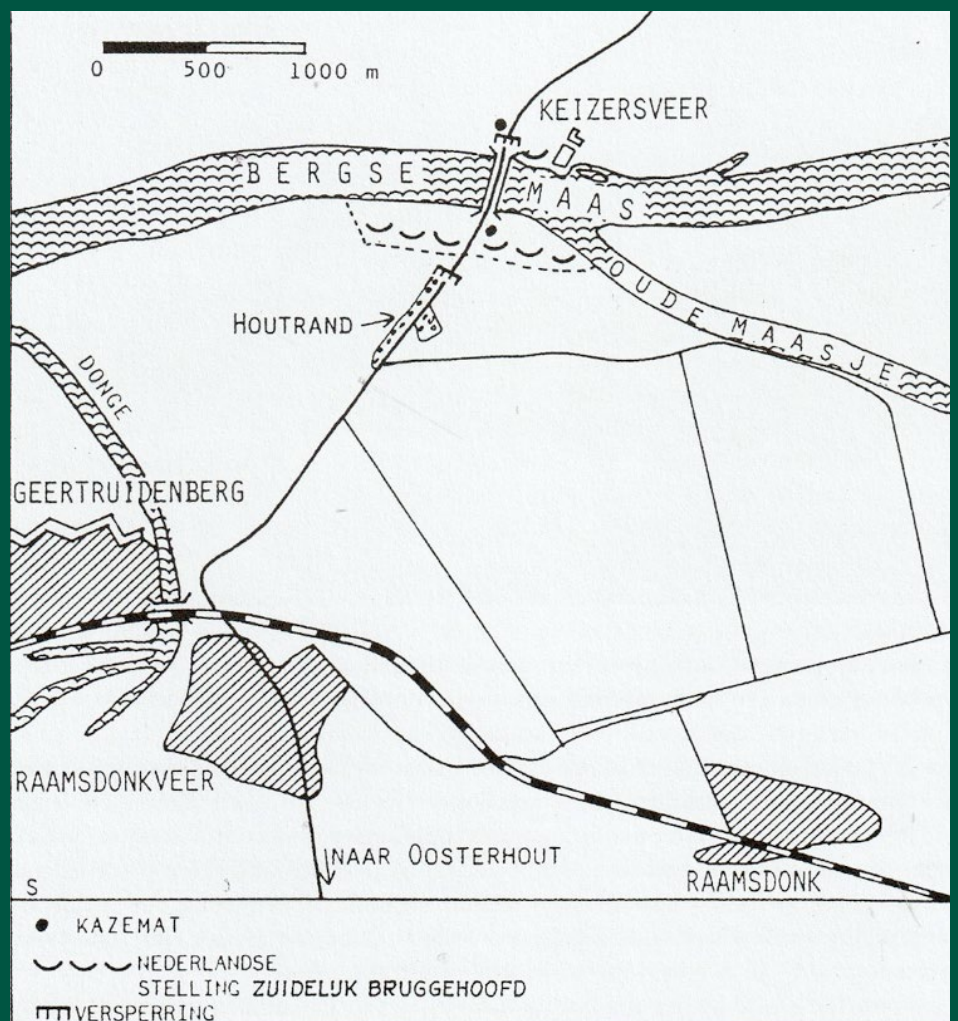 0 500 1000 m
KEIZERSVEER
BERGSE
MAAS
OUDE MAASJE
HOUTRAND
DONGE
GEERTRUIDENBERG
RAAMSDONKVEER
NAAR OOSTERHOUT
RAAMSDONK
S
KAZEMAT
NEDERLANDSE
STELLING ZUIDELIJK BRUGGEHOOFD
VERSPERRING